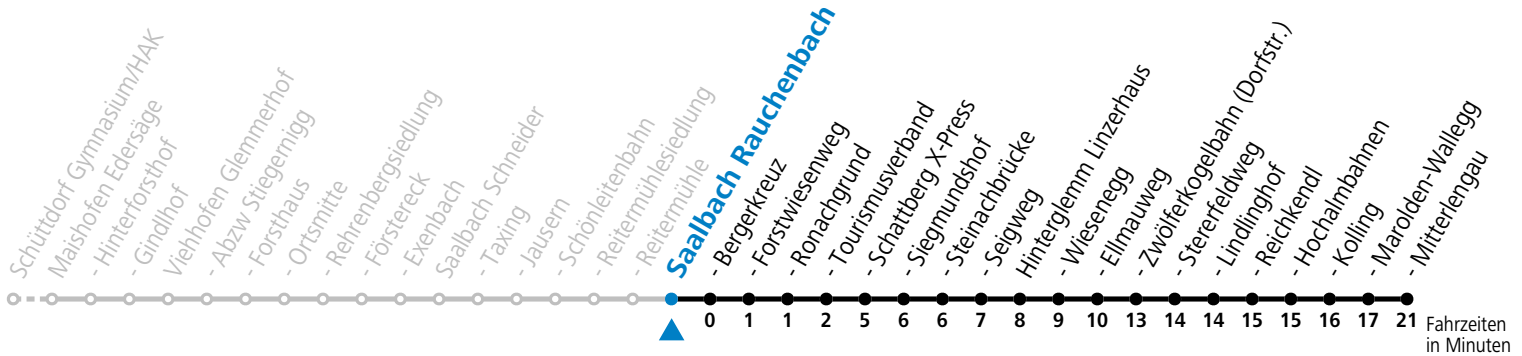 Schüttdorf Gymnasium/HAK
Maishofen Edersäge
- Hinterforsthof
- Gindlhof
Viehhofen Glemmerhof
- Abzw Stiegernigg
- Forsthaus
- Ortsmitte
- Rehrenbergsiedlung
- Förstereck
- Exenbach
Saalbach Schneider
- Taxing
- Jausern
- Schönleitenbahn
- Reitermühlesiedlung
- Reitermühle
Saalbach Rauchenbach
- Bergerkreuz
- Forstwiesenweg
- Ronachgrund
- Tourismusverband
- Schattberg X-Press
- Siegmundshof
- Steinachbrücke
- Seigweg
Hinterglemm Linzerhaus
- Wiesenegg
- Ellmauweg
- Zwölferkogelbahn (Dorfstr.)
- Stererfeldweg
- Lindlinghof
- Reichkendl
- Hochalmbahnen
- Kolling
- Marolden-Wallegg
- Mitterlengau
0 1 1 2 5 6 6 7 8 9 10 13 14 14 15 15 16 17 21
Fahrzeiten
in Minuten